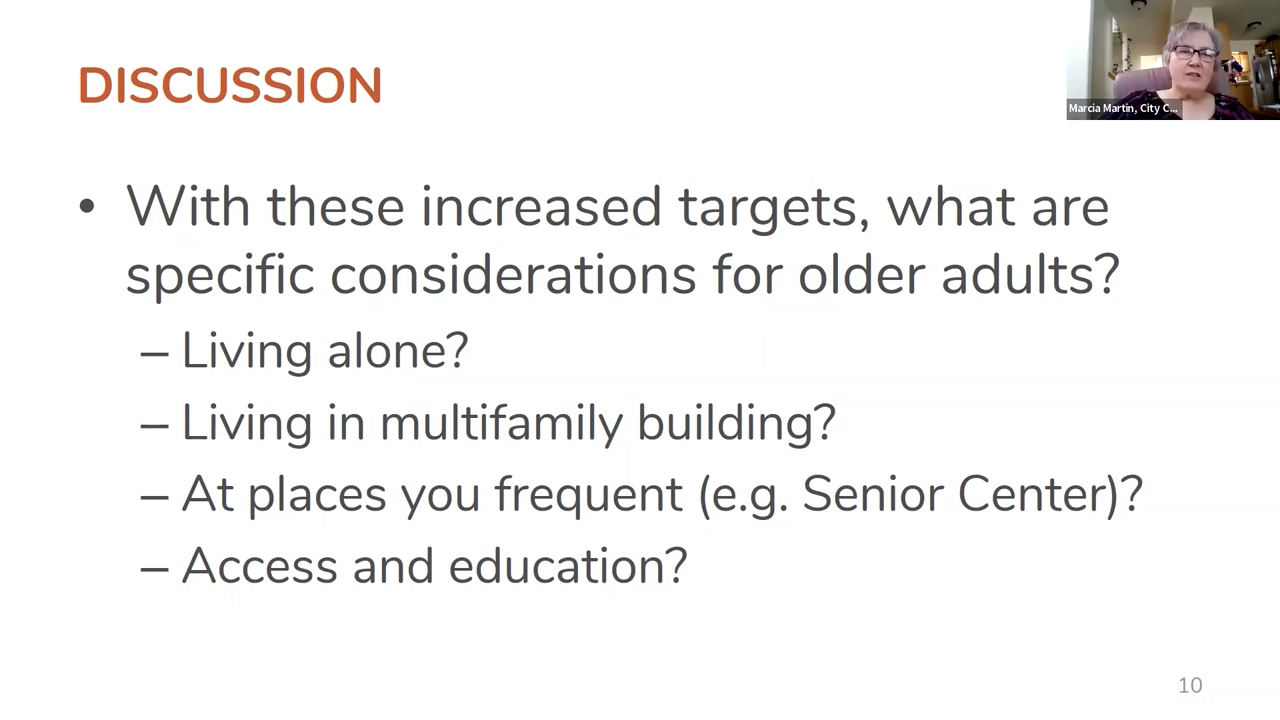 DISCUSSION
Marcia Martin, City C...
• With these increased targets, what are
specific considerations for older adults?
– Living alone?
– Living in multifamily building?
– At places you frequent (e.g. Senior Center)?
– Access and education?
10